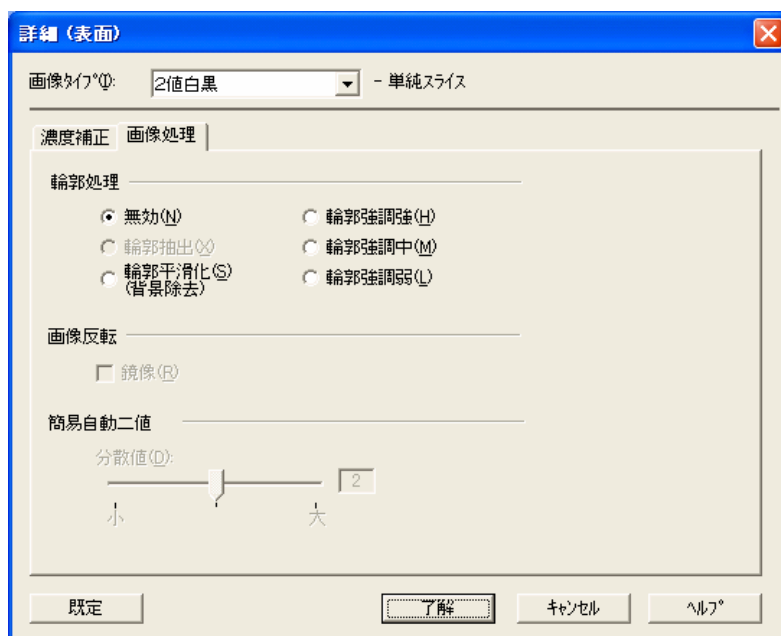 詳細 (表面)
画像ﾀｲﾌﾟ(I): 2値白黒 - 単純スライス
濃度補正 画像処理
輪郭処理
無効(N) 輪郭強調強(H)
輪郭抽出(X) 輪郭強調中(M)
輪郭平滑化(S) 輪郭強調弱(L)
(背景除去)
画像反転
鏡像(R)
簡易自動二値
分散値(D):
2
小 大
既定 了解 ｷｬﾝｾﾙ ﾍﾙﾌﾟ